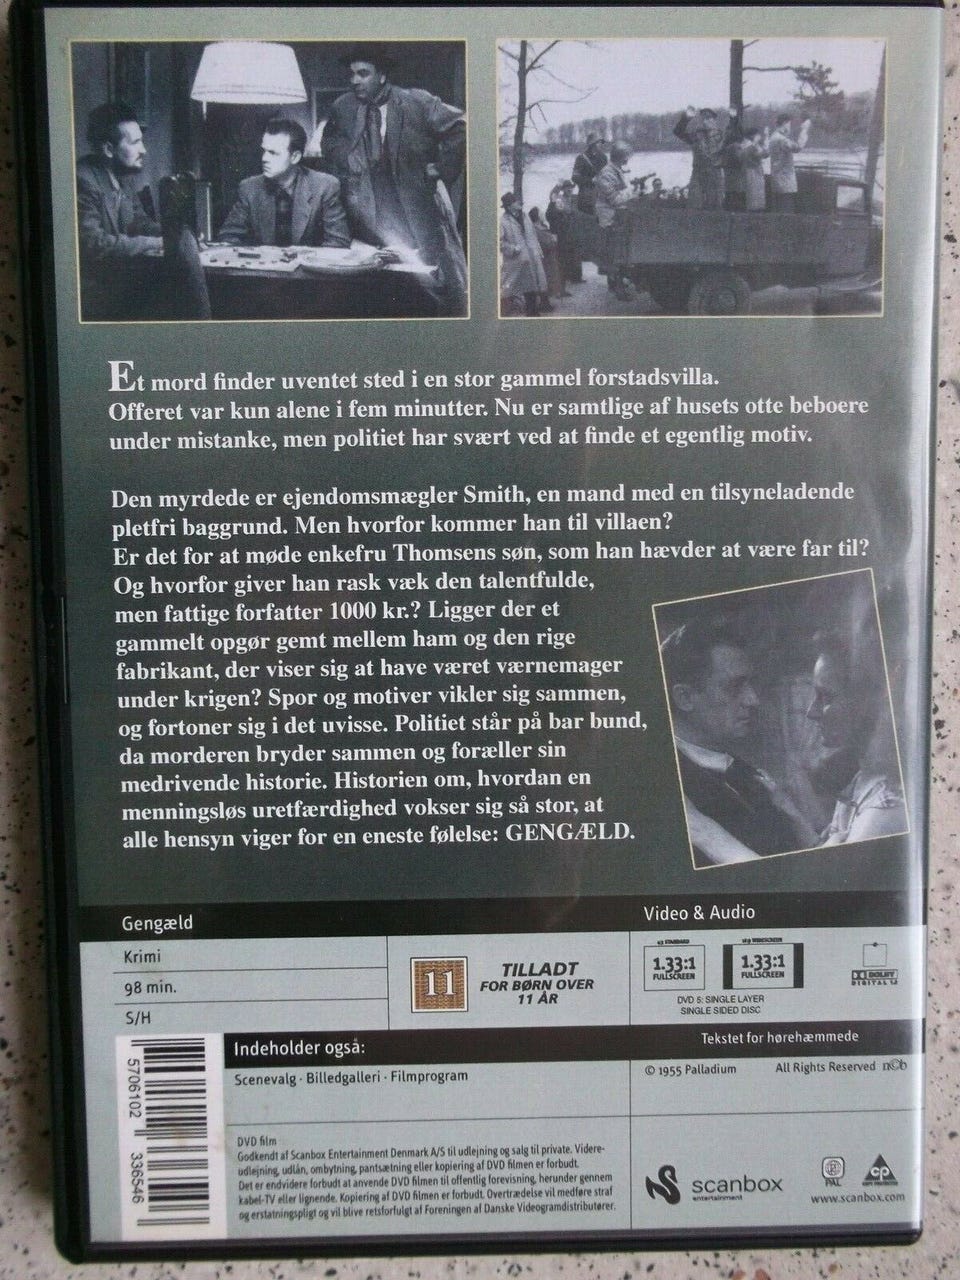 Et mord finder uventet sted i en stor gammel forstadsvilla.
Offeret var kun alene i fem minutter. Nu er samtlige af husets otte beboere
under mistanke, men politiet har svært ved at finde et egentlig motiv.
Den myrdede er ejendomsmægler Smith, en mand med en tilsyneladende
pletfri baggrund. Men hvorfor kommer han til villaen?
Er det for at møde enkefru Thomsens søn, som han hævder at være far til?
Og hvorfor giver han rask væk den talentfulde,
men fattige forfatter 1000 kr.? Ligger der et
gammelt opgør gemt mellem ham og den rige
fabrikant, der viser sig at have været værnemager
under krigen? Spor og motiver vikler sig sammen,
og fortoner sig i det uvisse. Politiet står på bar bund,
da morderen bryder sammen og foræller sin
medrivende historie. Historien om, hvordan en
menningsløs uretfærdighed vokser sig så stor, at
alle hensyn viger for en eneste følelse: GENGÆLD.
Gengæld
Krimi
98 min.
S/H
11
TILLADT
FOR BØRN OVER
11 ÅR
Video & Audio
4:3 STANDARD
1.33:1
FULLSCREEN
16:9 WIDESCREEN
1.33:1
FULLSCREEN
DVD 5: SINGLE LAYER
SINGLE SIDED DISC
DOLBY
DIGITAL
Tekstet for hørehæmmede
Indeholder også:
Scenevalg · Billedgalleri · Filmprogram
© 1955 Palladium
All Rights Reserved
ncb
DVD film
Godkendt af Scanbox Entertainment Denmark A/S til udlejning og salg til private. Videre-
udlejning, udlån, ombytning, pantsætning eller kopiering af DVD filmen er forbudt.
Det er endvidere forbudt at anvende DVD filmen til offentlig forevisning, herunder gennem
kabel-TV eller lignende. Kopiering af DVD filmen er forbudt. Overtrædelse vil medføre straf
og erstatningspligt og vil blive retsforfulgt af Foreningen af Danske Videogramdistributører.
scanbox
entertainment
PAL
CP
COPY PROTECTED
www.scanbox.com
5706102
336546